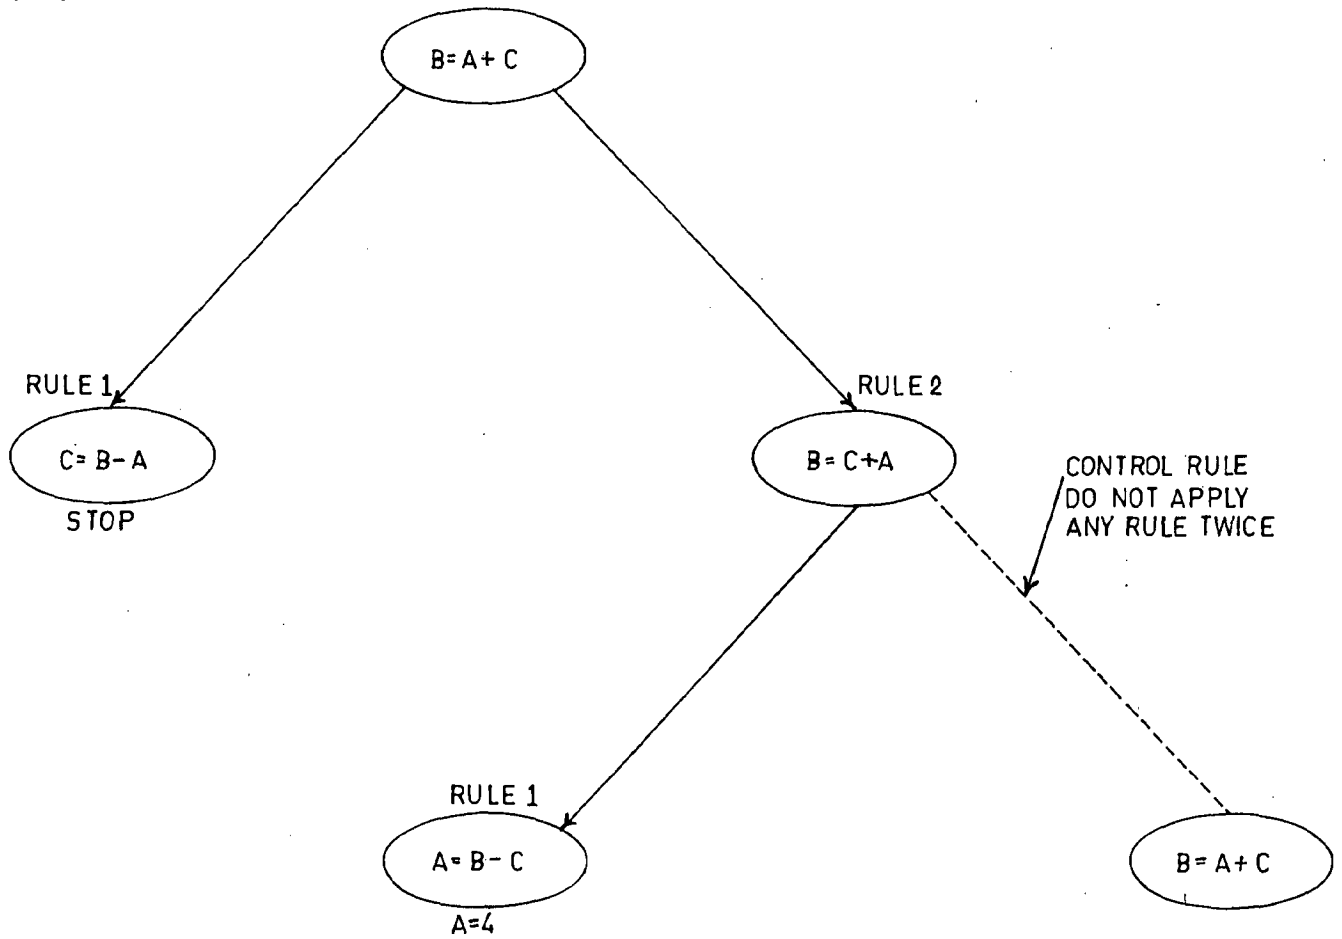 B=A+C
RULE 1
RULE 2
C=B-A
STOP
B=C+A
CONTROL RULE
DO NOT APPLY
ANY RULE TWICE
RULE 1
A=B-C
A=4
B=A+C